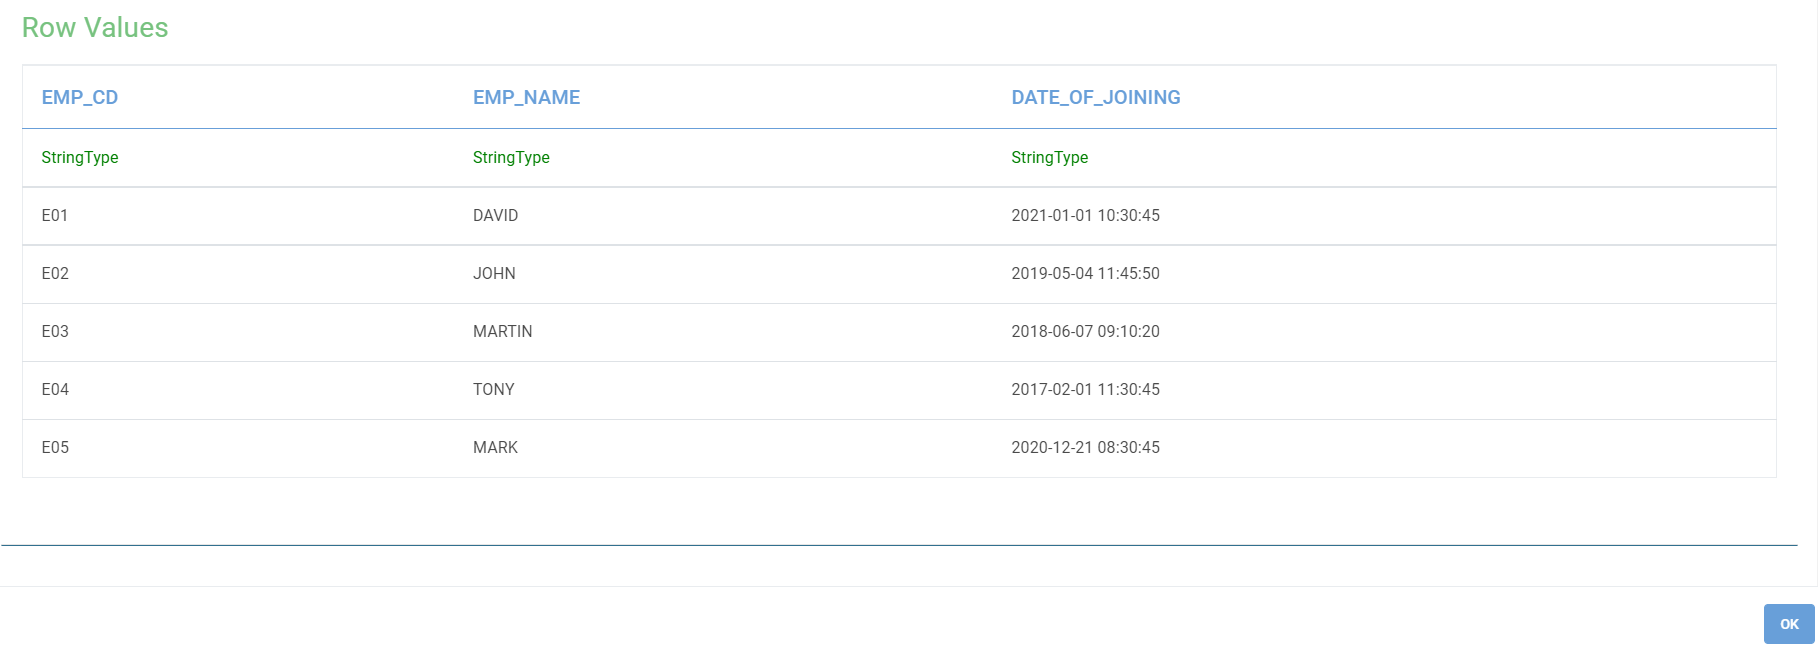 Row Values
EMP_CD EMP_NAME DATE_OF_JOINING
StringType StringType StringType
E01 DAVID 2021-01-01 10:30:45
E02 JOHN 2019-05-04 11:45:50
E03 MARTIN 2018-06-07 09:10:20
E04 TONY 2017-02-01 11:30:45
E05 MARK 2020-12-21 08:30:45
OK